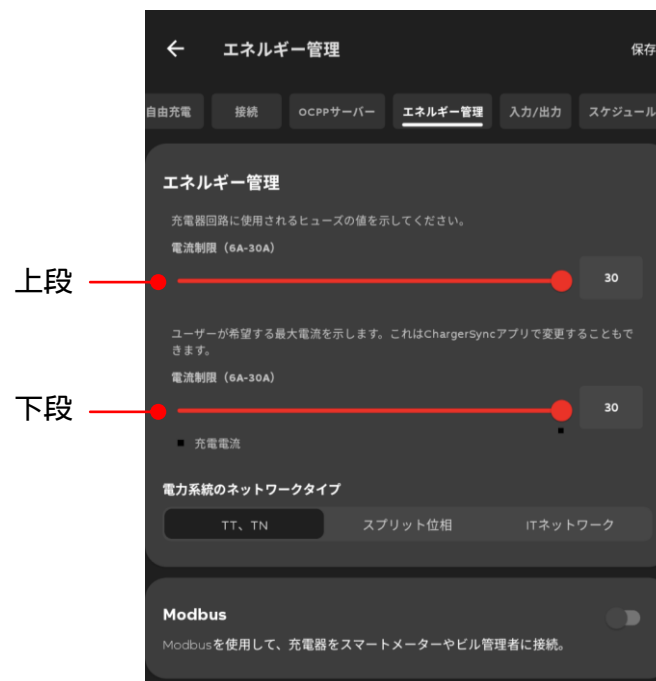 エネルギー管理
保存
自由充電
接続
OCPPサーバー
エネルギー管理
入力/出力
スケジュール
エネルギー管理
充電器回路に使用されるヒューズの値を示してください。
電流制限（6A-30A）
上段
30
ユーザーが希望する最大電流を示します。これはChargerSyncアプリで変更することもで
きます。
電流制限（6A-30A）
下段
30
充電電流
電力系統のネットワークタイプ
TT、TN
スプリット位相
ITネットワーク
Modbus
Modbusを使用して、充電器をスマートメーターやビル管理者に接続。